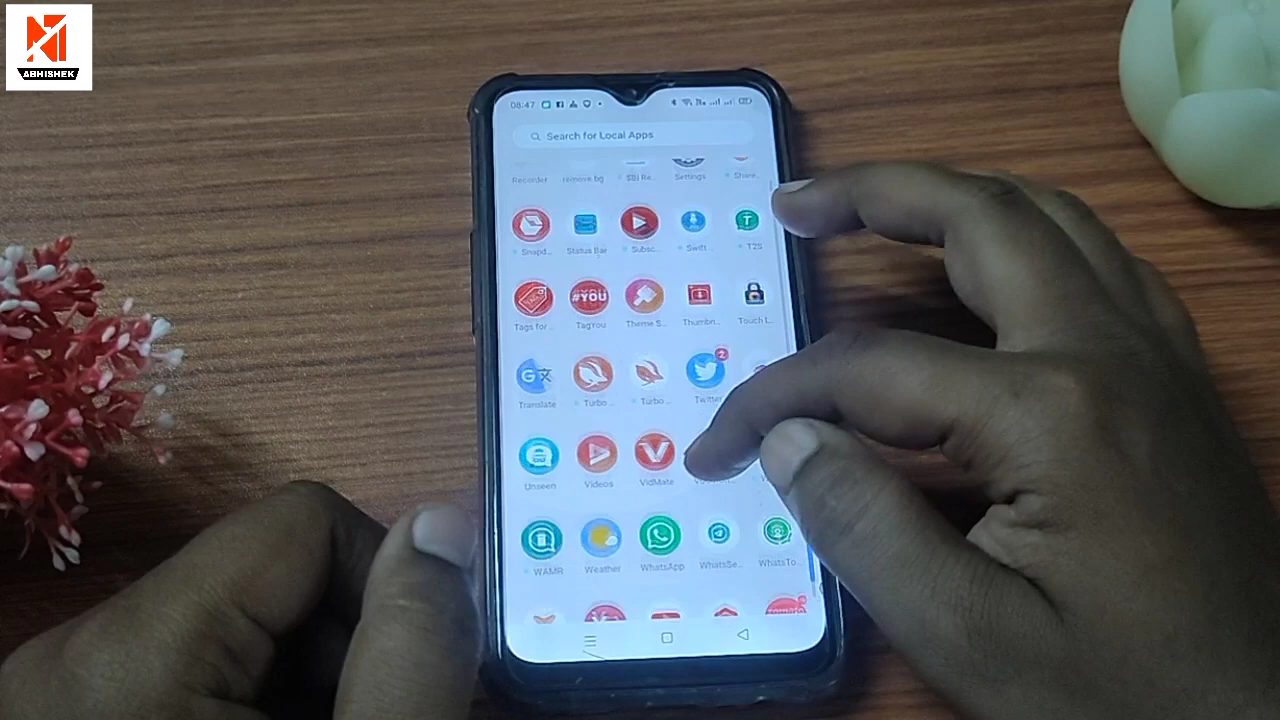 ABHISHEK
08:47
Search for Local Apps
Recorder remove bg SBI Re... Settings Share..
Snapd.. Status Bar Subsc.. Swift .. T2S
#YOU
Tags for .. TagYou Theme S.. Thumbn.. Touch L..
2
Translate Turbo .. Turbo .. Twitter
Unseen Videos VidMate
WAMR Weather WhatsApp WhatsSe.. WhatsTo..